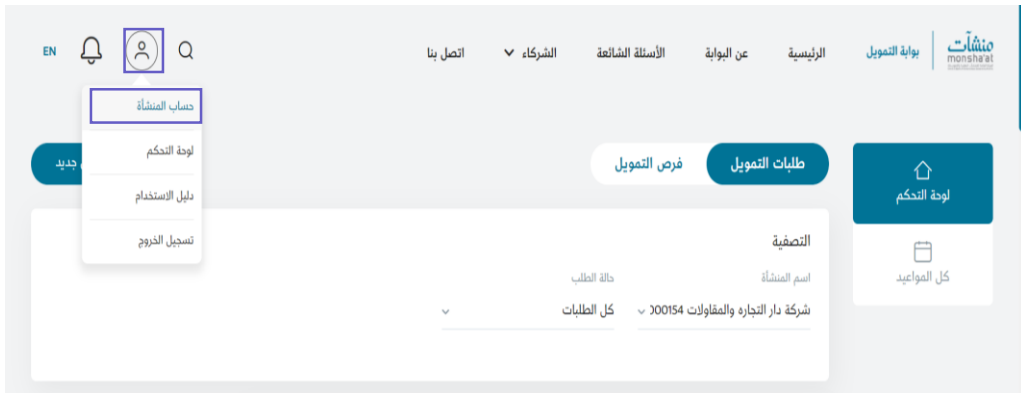 منشآت
monsha'at
بوابة التمويل
الرئيسية
عن البوابة
الأسئلة الشائعة
الشركاء
اتصل بنا
EN
حساب المنشأة
لوحة التحكم
دليل الاستخدام
تسجيل الخروج
لوحة التحكم
كل المواعيد
طلبات التمويل
فرص التمويل
جديد
التصفية
اسم المنشأة
حالة الطلب
شركة دار التجاره والمقاولات 000154
كل الطلبات